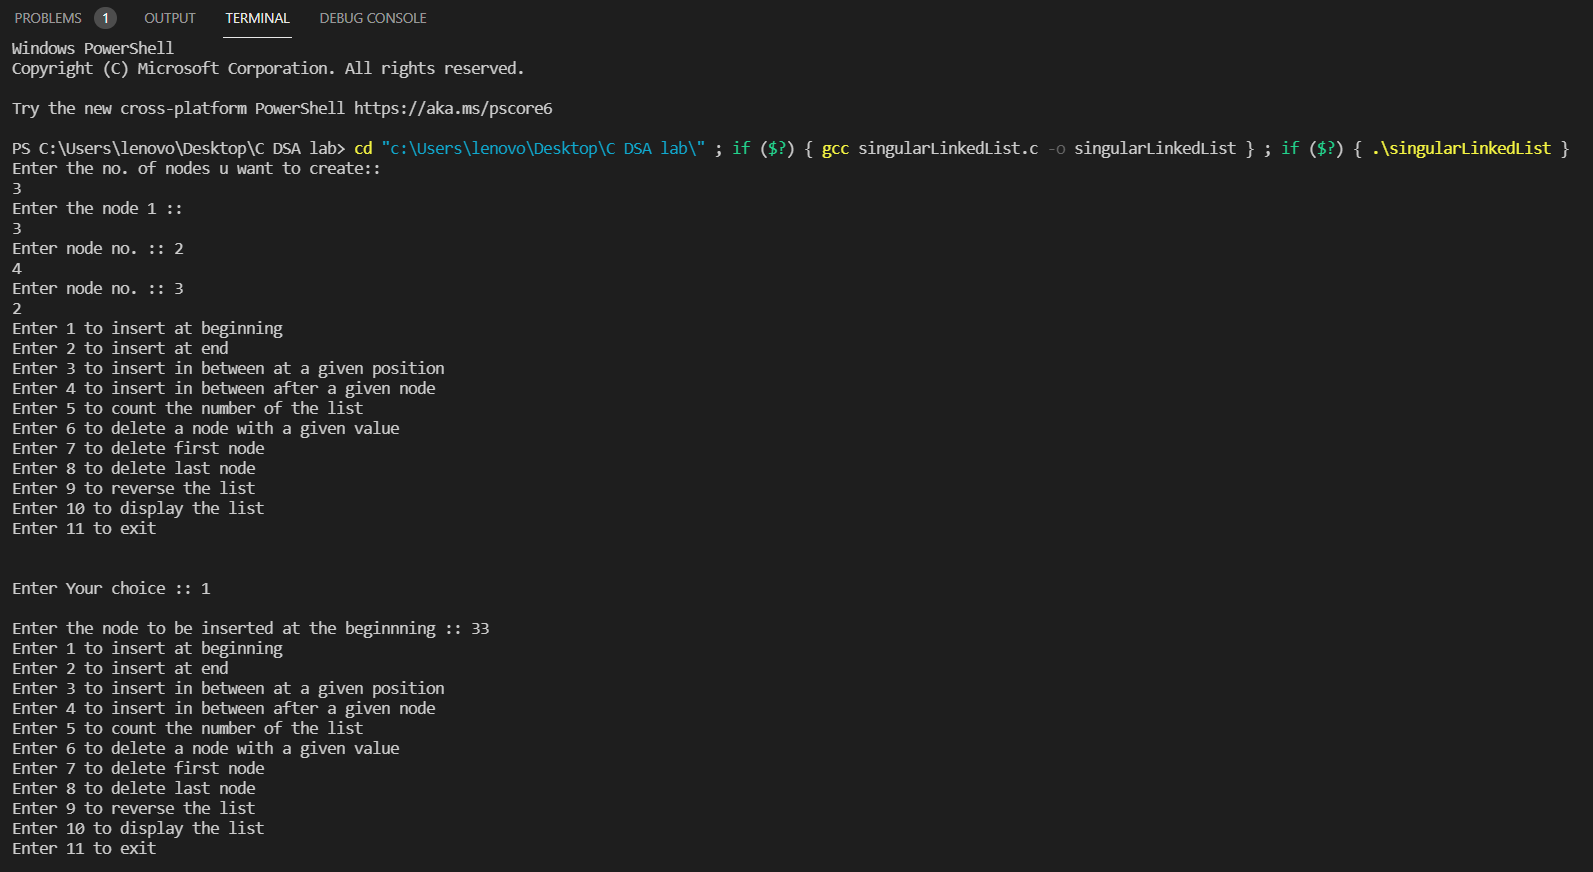 PROBLEMS 1 OUTPUT TERMINAL DEBUG CONSOLE
Windows PowerShell
Copyright (C) Microsoft Corporation. All rights reserved.
Try the new cross-platform PowerShell https://aka.ms/pscore6
PS C:\Users\lenovo\Desktop\C DSA lab> cd "c:\Users\lenovo\Desktop\C DSA lab\" ; if ($?) { gcc singularLinkedList.c -o singularLinkedList } ; if ($?) { .\singularLinkedList }
Enter the no. of nodes u want to create::
3
Enter the node 1 ::
3
Enter node no. :: 2
4
Enter node no. :: 3
2
Enter 1 to insert at beginning
Enter 2 to insert at end
Enter 3 to insert in between at a given position
Enter 4 to insert in between after a given node
Enter 5 to count the number of the list
Enter 6 to delete a node with a given value
Enter 7 to delete first node
Enter 8 to delete last node
Enter 9 to reverse the list
Enter 10 to display the list
Enter 11 to exit
Enter Your choice :: 1
Enter the node to be inserted at the beginnning :: 33
Enter 1 to insert at beginning
Enter 2 to insert at end
Enter 3 to insert in between at a given position
Enter 4 to insert in between after a given node
Enter 5 to count the number of the list
Enter 6 to delete a node with a given value
Enter 7 to delete first node
Enter 8 to delete last node
Enter 9 to reverse the list
Enter 10 to display the list
Enter 11 to exit